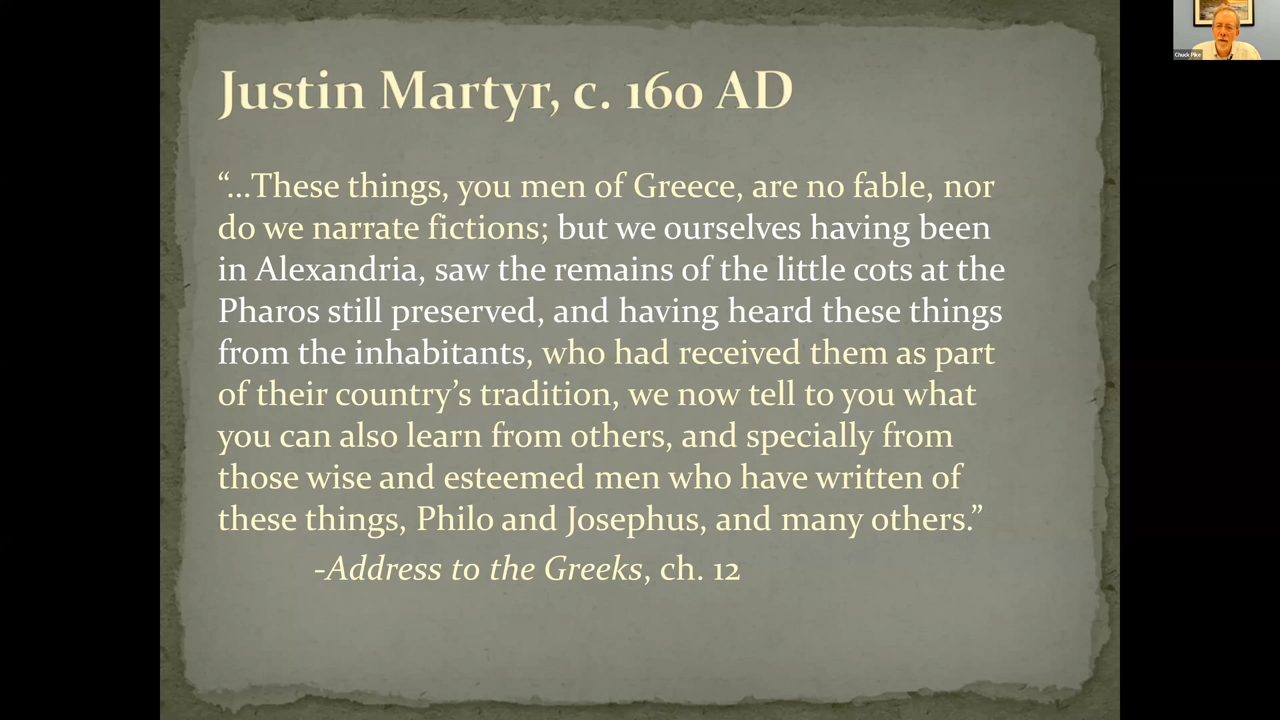 Justin Martyr, c. 160 AD
Chuck Pike
“...These things, you men of Greece, are no fable, nor
do we narrate fictions; but we ourselves having been
in Alexandria, saw the remains of the little cots at the
Pharos still preserved, and having heard these things
from the inhabitants, who had received them as part
of their country’s tradition, we now tell to you what
you can also learn from others, and specially from
those wise and esteemed men who have written of
these things, Philo and Josephus, and many others.”
-Address to the Greeks, ch. 12